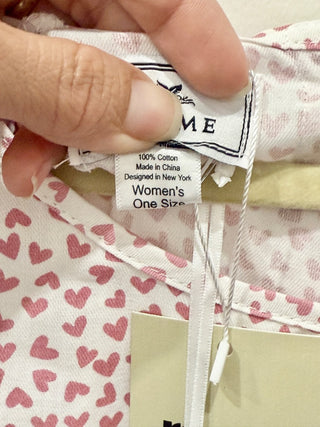 ME
100% Cotton
Made in China
Designed in New York
Women's
One Size